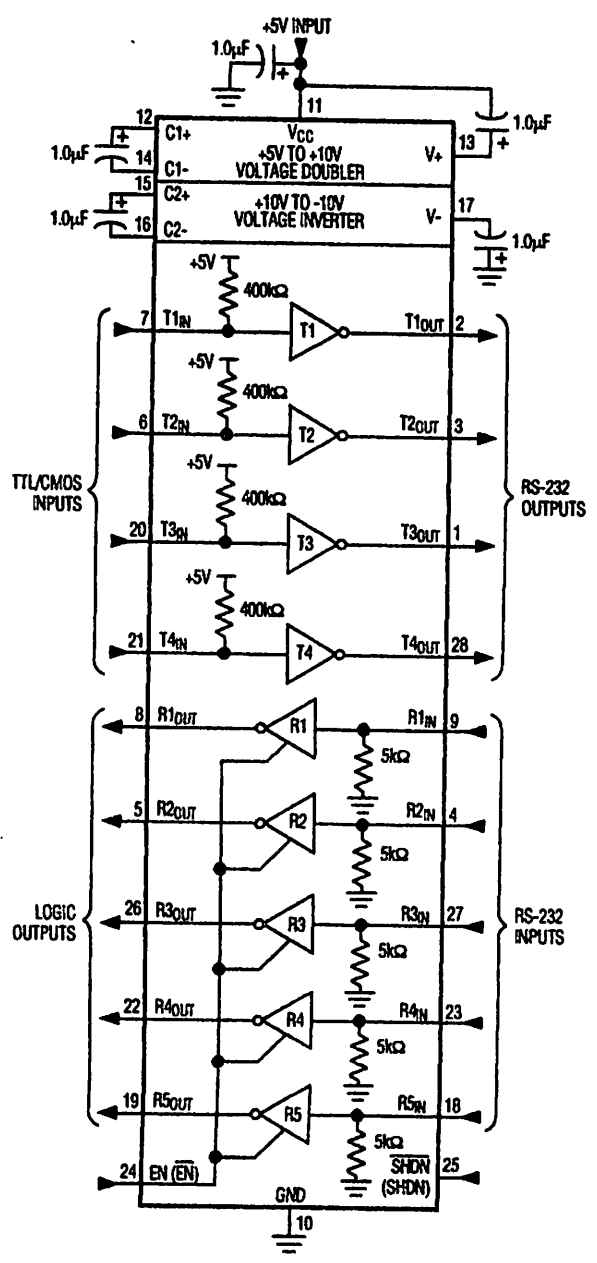 +5V INPUT
1.0µF
11
12 C1+ VCC 13 1.0µF
1.0µF +5V TO +10V V+
14 C1- VOLTAGE DOUBLER
15 C2+ +10V TO -10V 17
1.0µF VOLTAGE INVERTER V-
16 C2- 1.0µF
+5V
400kΩ
7 T1IN T1 T1OUT 2
+5V
400kΩ
6 T2IN T2 T2OUT 3
+5V
TTL/CMOS INPUTS
RS-232 OUTPUTS
400kΩ
20 T3IN T3 T3OUT 1
+5V
400kΩ
21 T4IN T4 T4OUT 28
8 R1OUT R1 R1IN 9
5kΩ
5 R2OUT R2 R2IN 4
5kΩ
LOGIC OUTPUTS
RS-232 INPUTS
26 R3OUT R3 R3IN 27
5kΩ
22 R4OUT R4 R4IN 23
5kΩ
19 R5OUT R5 R5IN 18
5kΩ
24 EN (E̅N̅) S̅H̅D̅N̅ 25
(SHDN)
GND
10